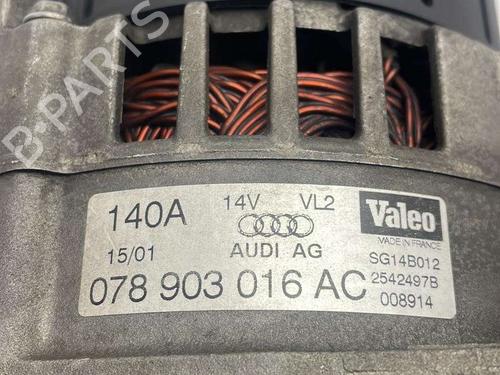 B-PARTS
140A 14V VL2 Valeo
MADE IN FRANCE
15/01 AUDI AG SG14B012
078 903 016 AC 2542497B
008914